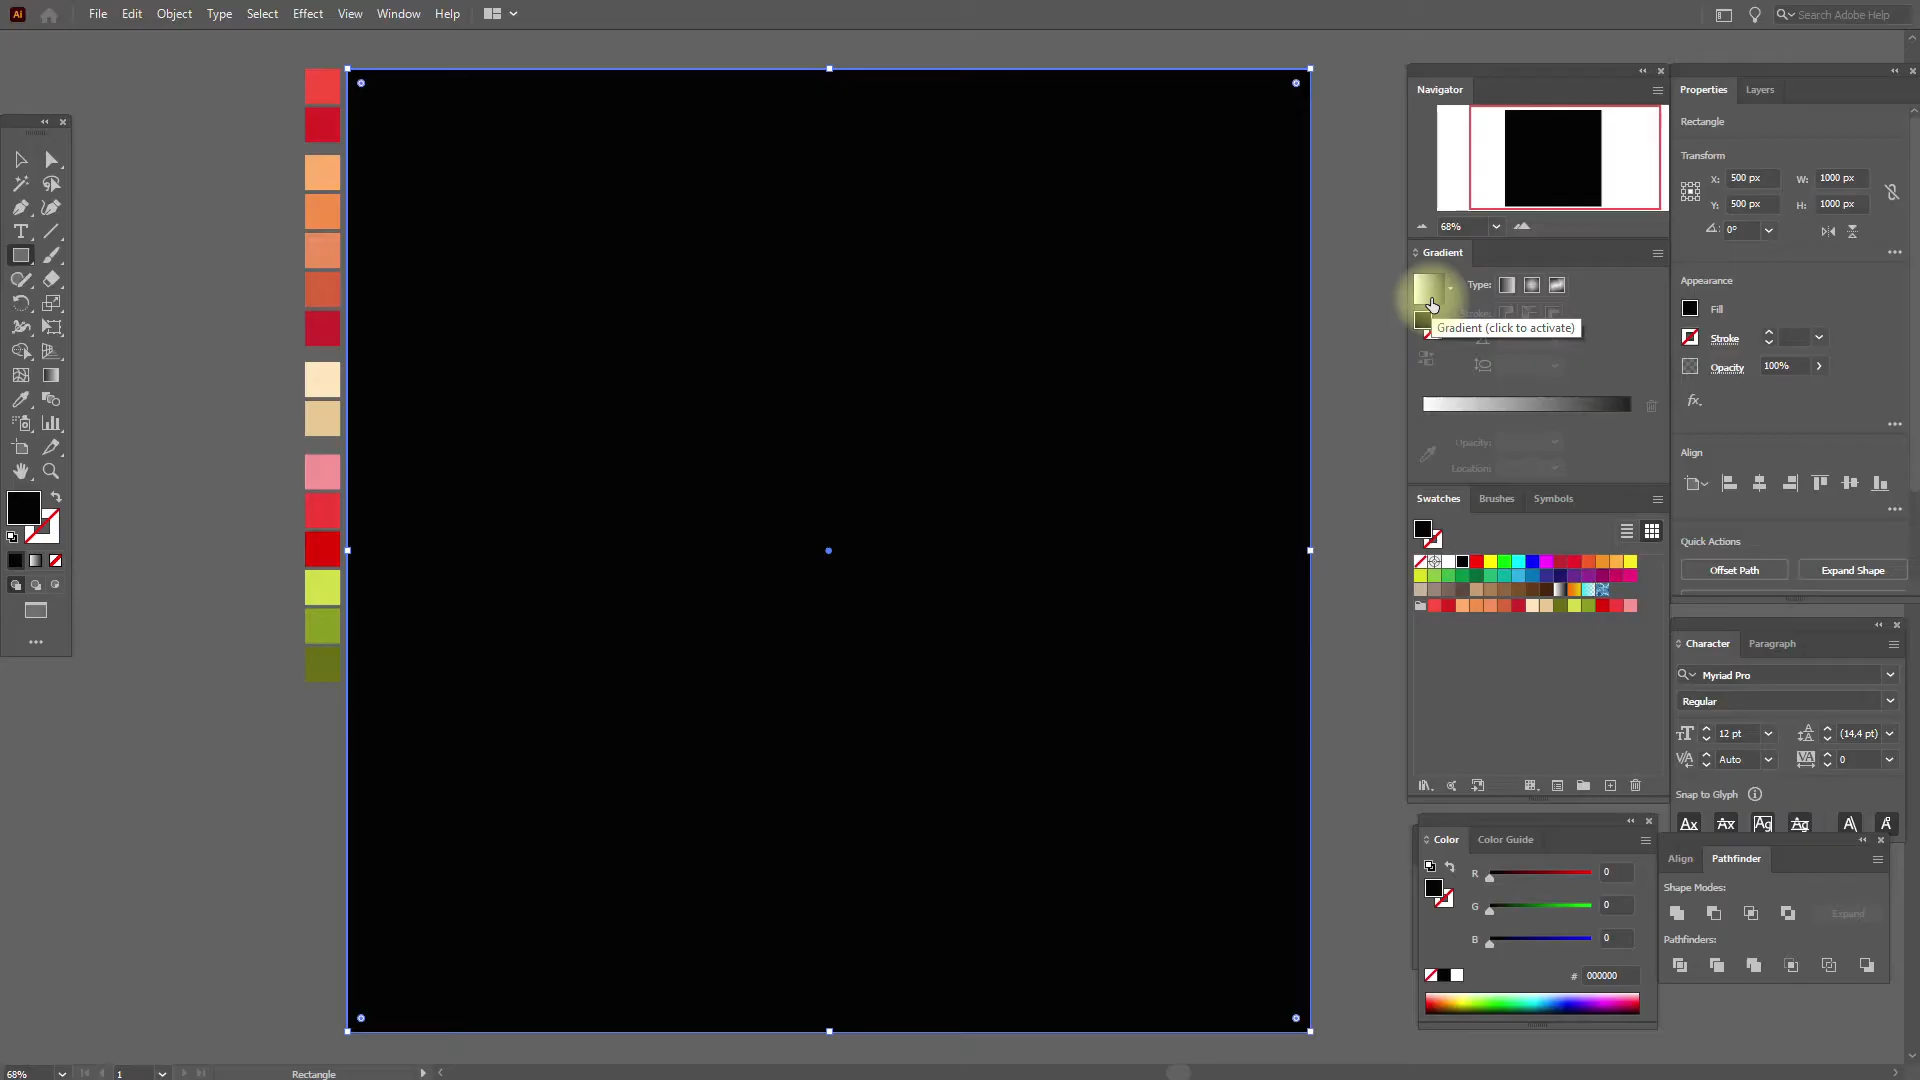 Ai File Edit Object Type Select Effect View Window Help Search Adobe Help
Navigator
68%
Gradient
Type:
Stroke:
Gradient (click to activate)
Opacity:
Location:
Swatches Brushes Symbols
Color Color Guide
R 0
G 0
B 0
# 000000
Properties Layers
Rectangle
Transform
X: 500 px W: 1000 px
Y: 500 px H: 1000 px
0°
Appearance
Fill
Stroke
Opacity 100%
fx.
Align
Quick Actions
Offset Path Expand Shape
Character Paragraph
Myriad Pro
Regular
12 pt (14,4 pt)
Auto 0
Snap to Glyph
Align Pathfinder
Shape Modes:
Expand
Pathfinders:
68% 1 Rectangle